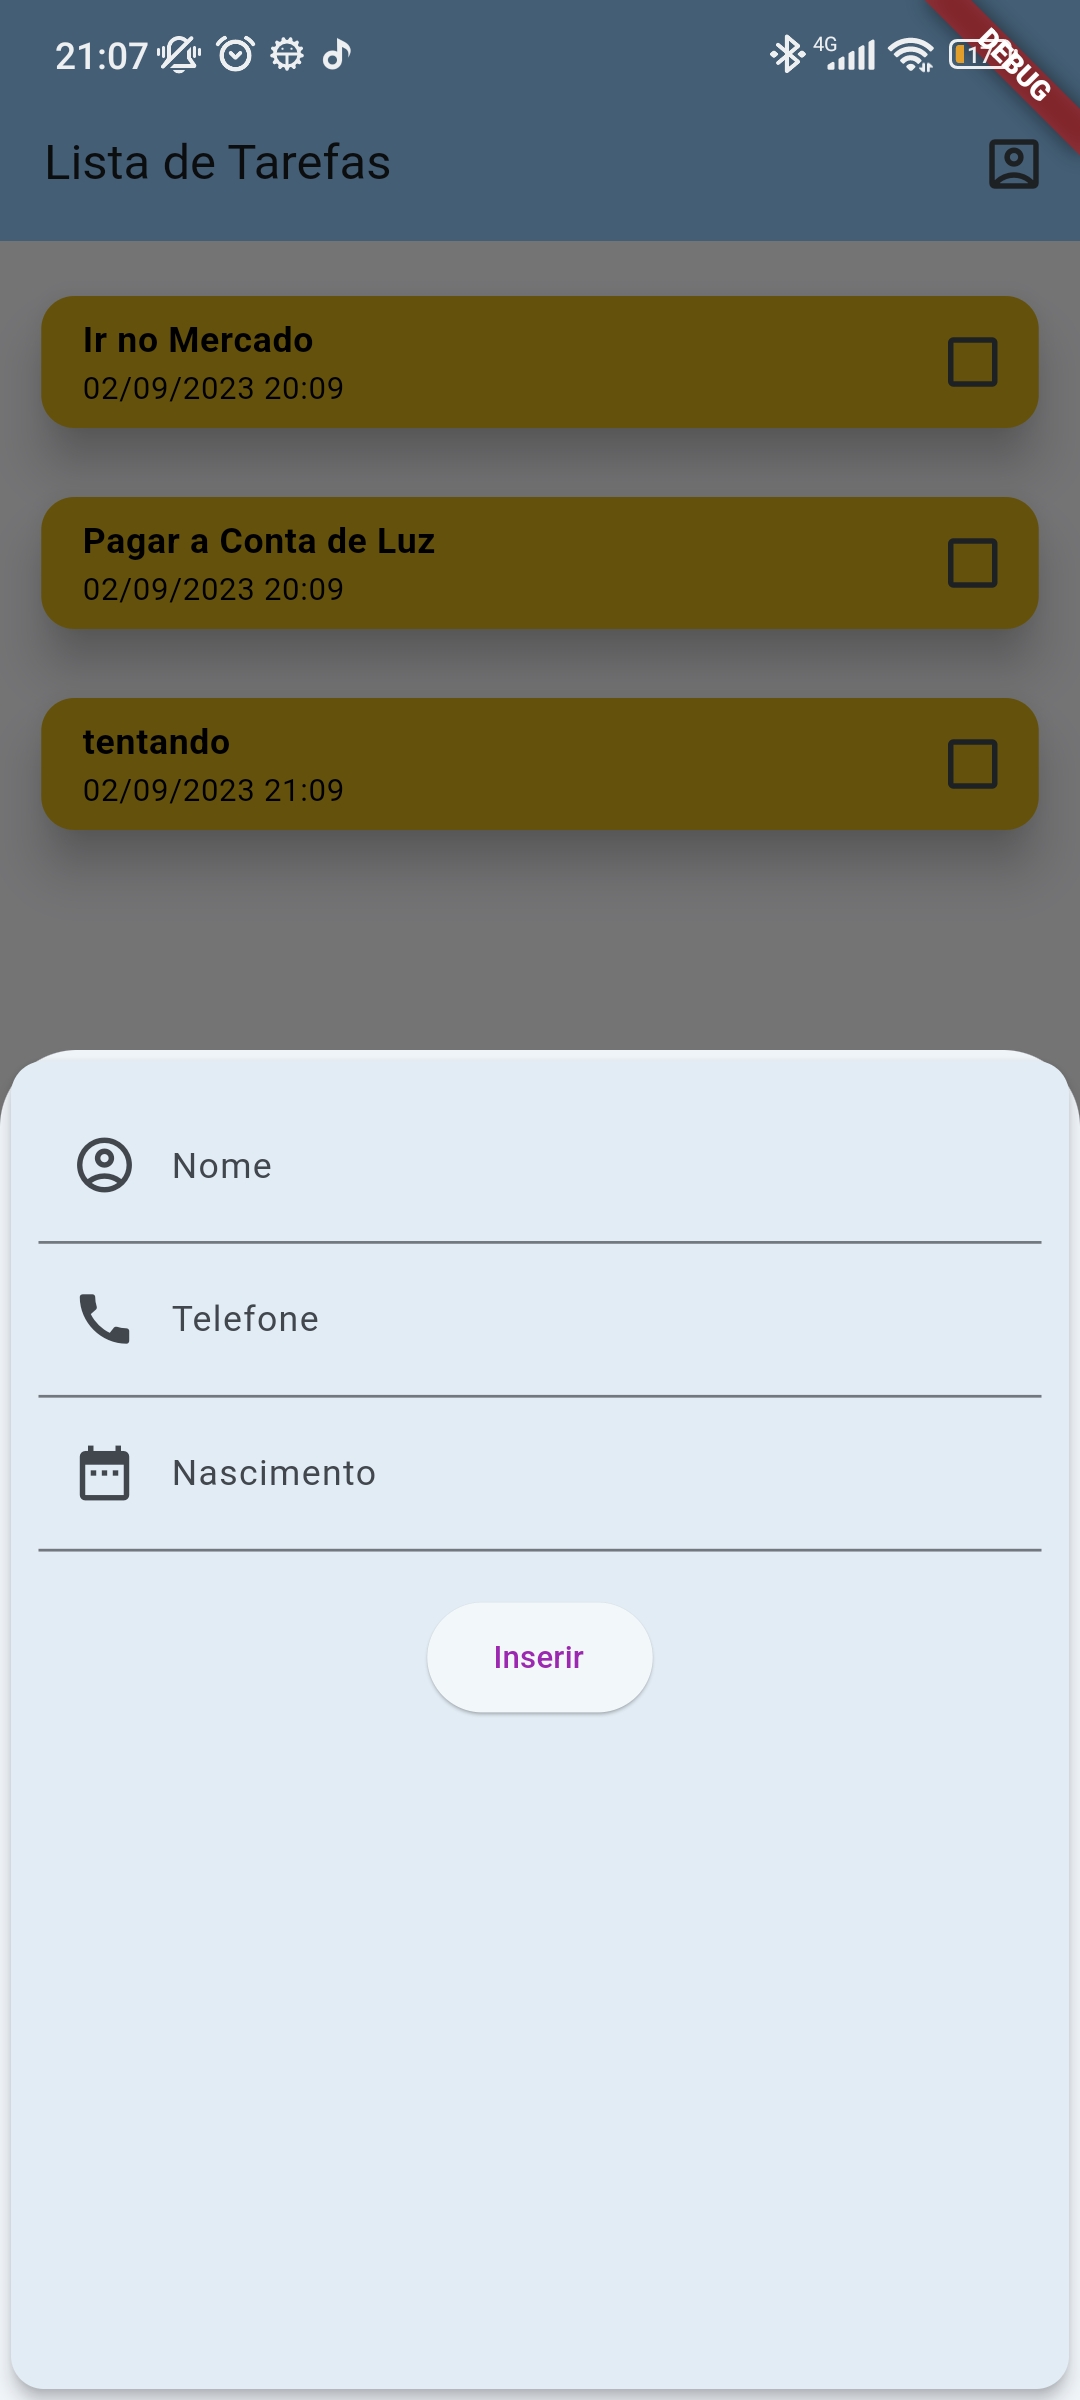 21:07
4G
17
DEBUG
Lista de Tarefas
Ir no Mercado
02/09/2023 20:09
Pagar a Conta de Luz
02/09/2023 20:09
tentando
02/09/2023 21:09
Nome
Telefone
Nascimento
Inserir